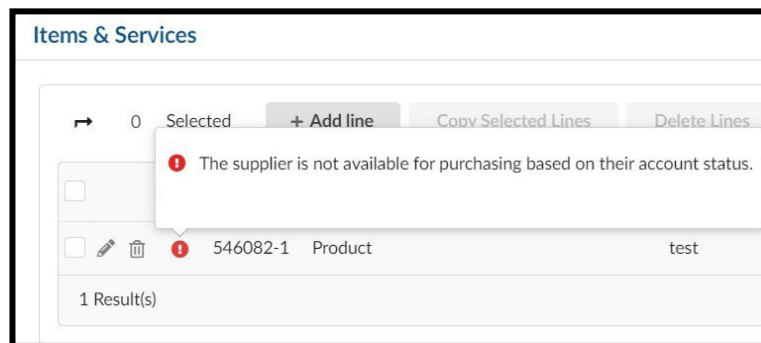 Items & Services
0 Selected + Add line Copy Selected Lines Delete Lines
The supplier is not available for purchasing based on their account status.
546082-1 Product test
1 Result(s)